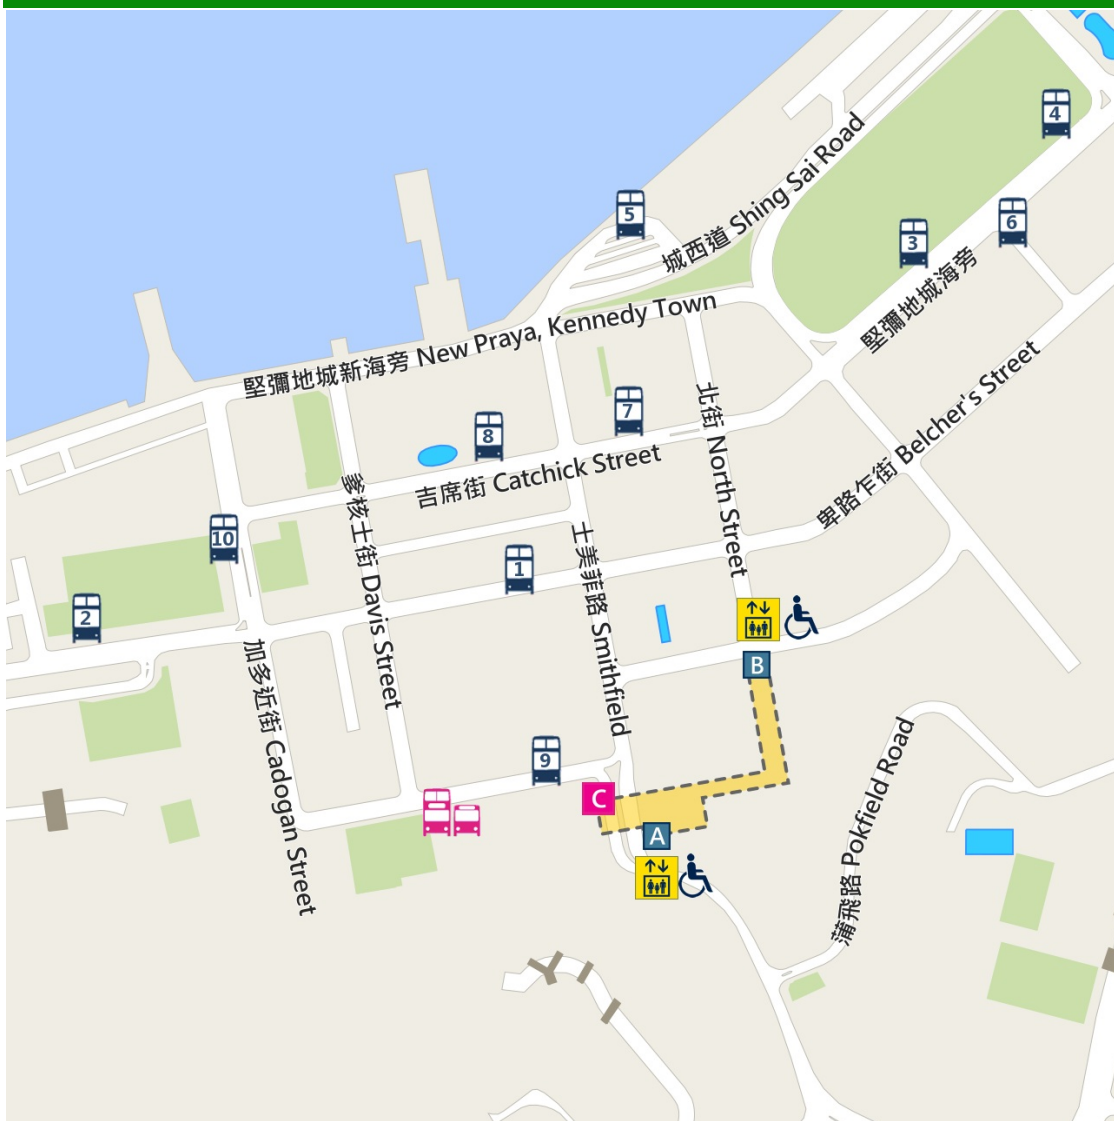 4
5
城西道 Shing Sai Road
6
3
堅彌地城海旁
堅彌地城新海旁 New Praya, Kennedy Town
7
8
北街 North Street
卑路乍街 Belcher's Street
吉席街 Catchick Street
爹核士街 Davis Street
10
1
士美菲路 Smithfield
2
加多近街 Cadogan Street
B
9
C
A
蒲飛路 Pokfield Road